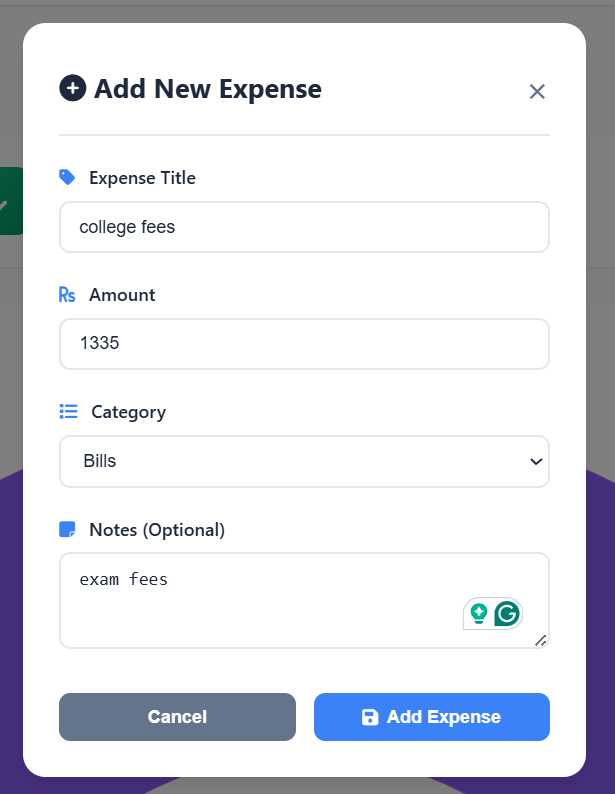 Add New Expense
Expense Title
college fees
Rs Amount
1335
Category
Bills
Notes (Optional)
exam fees
Cancel
Add Expense